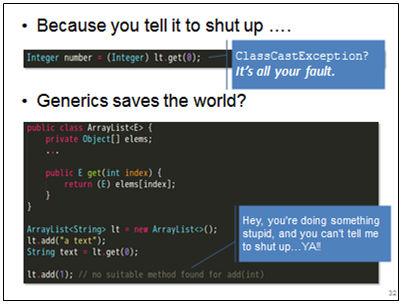 Because you tell it to shut up ….
Integer number = (Integer) lt.get(0);
ClassCastException?
It's all your fault.
Generics saves the world?
public class ArrayList<E> {
private Object[] elems;
...
public E get(int index) {
return (E) elems[index];
}
}
ArrayList<String> lt = new ArrayList<>();
lt.add("a text");
String text = lt.get(0);
lt.add(1); // no suitable method found for add(int)
Hey, you're doing something
stupid, and you can't tell me
to shut up…YA!!